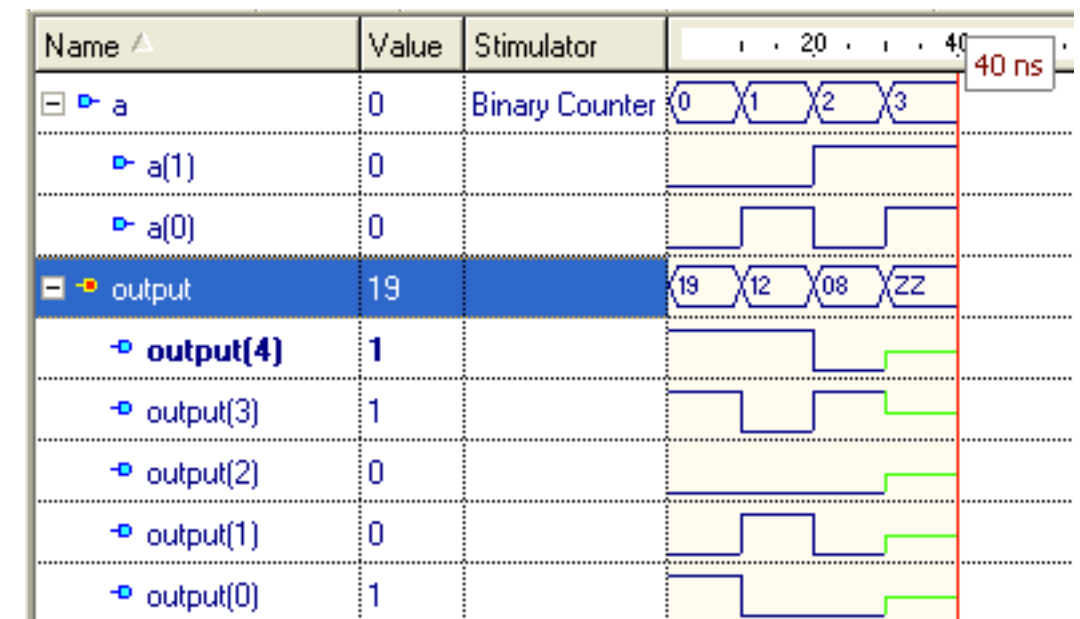 Name Value Stimulator 20 40
40 ns
a 0 Binary Counter 0 1 2 3
a(1) 0
a(0) 0
output 19 19 12 08 ZZ
output(4) 1
output(3) 1
output(2) 0
output(1) 0
output(0) 1